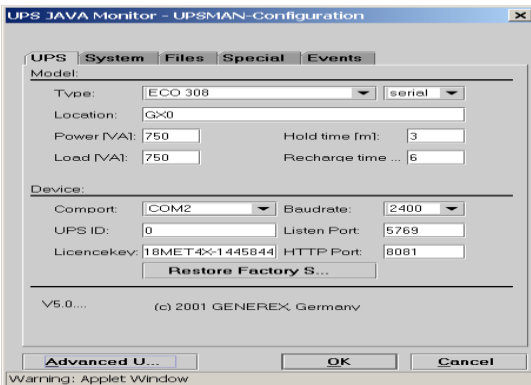 UPS JAVA Monitor - UPSMAN-Configuration
UPS System Files Special Events
Model:
Type: ECO 308 serial
Location: GX0
Power [VA]: 750 Hold time [m]: 3
Load [VA]: 750 Recharge time ... 6
Device:
Comport: COM2 Baudrate: 2400
UPS ID: 0 Listen Port: 5769
Licencekey: 18MET4X-1445844 HTTP Port: 8081
Restore Factory S...
V5.0.... (c) 2001 GENEREX, Germany
Advanced U... OK Cancel
Warning: Applet Window